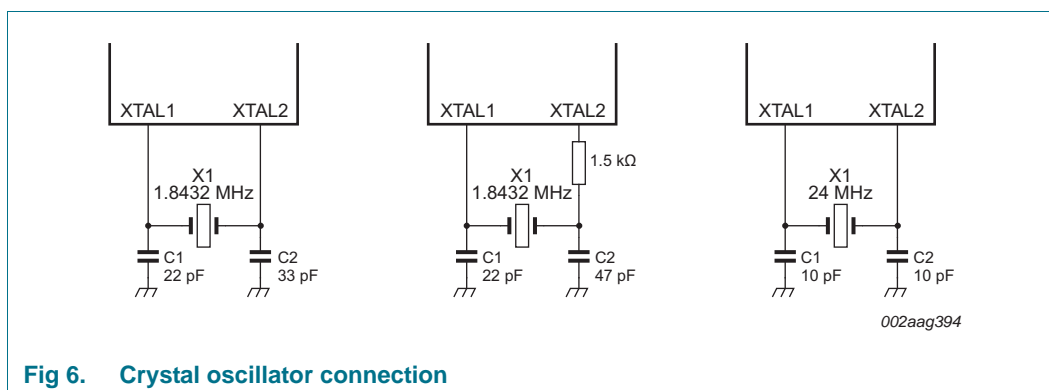 XTAL1 XTAL2
X1
1.8432 MHz
C1
22 pF
C2
33 pF
XTAL1 XTAL2
1.5 kΩ
X1
1.8432 MHz
C1
22 pF
C2
47 pF
XTAL1 XTAL2
X1
24 MHz
C1
10 pF
C2
10 pF
002aag394
Fig 6. Crystal oscillator connection